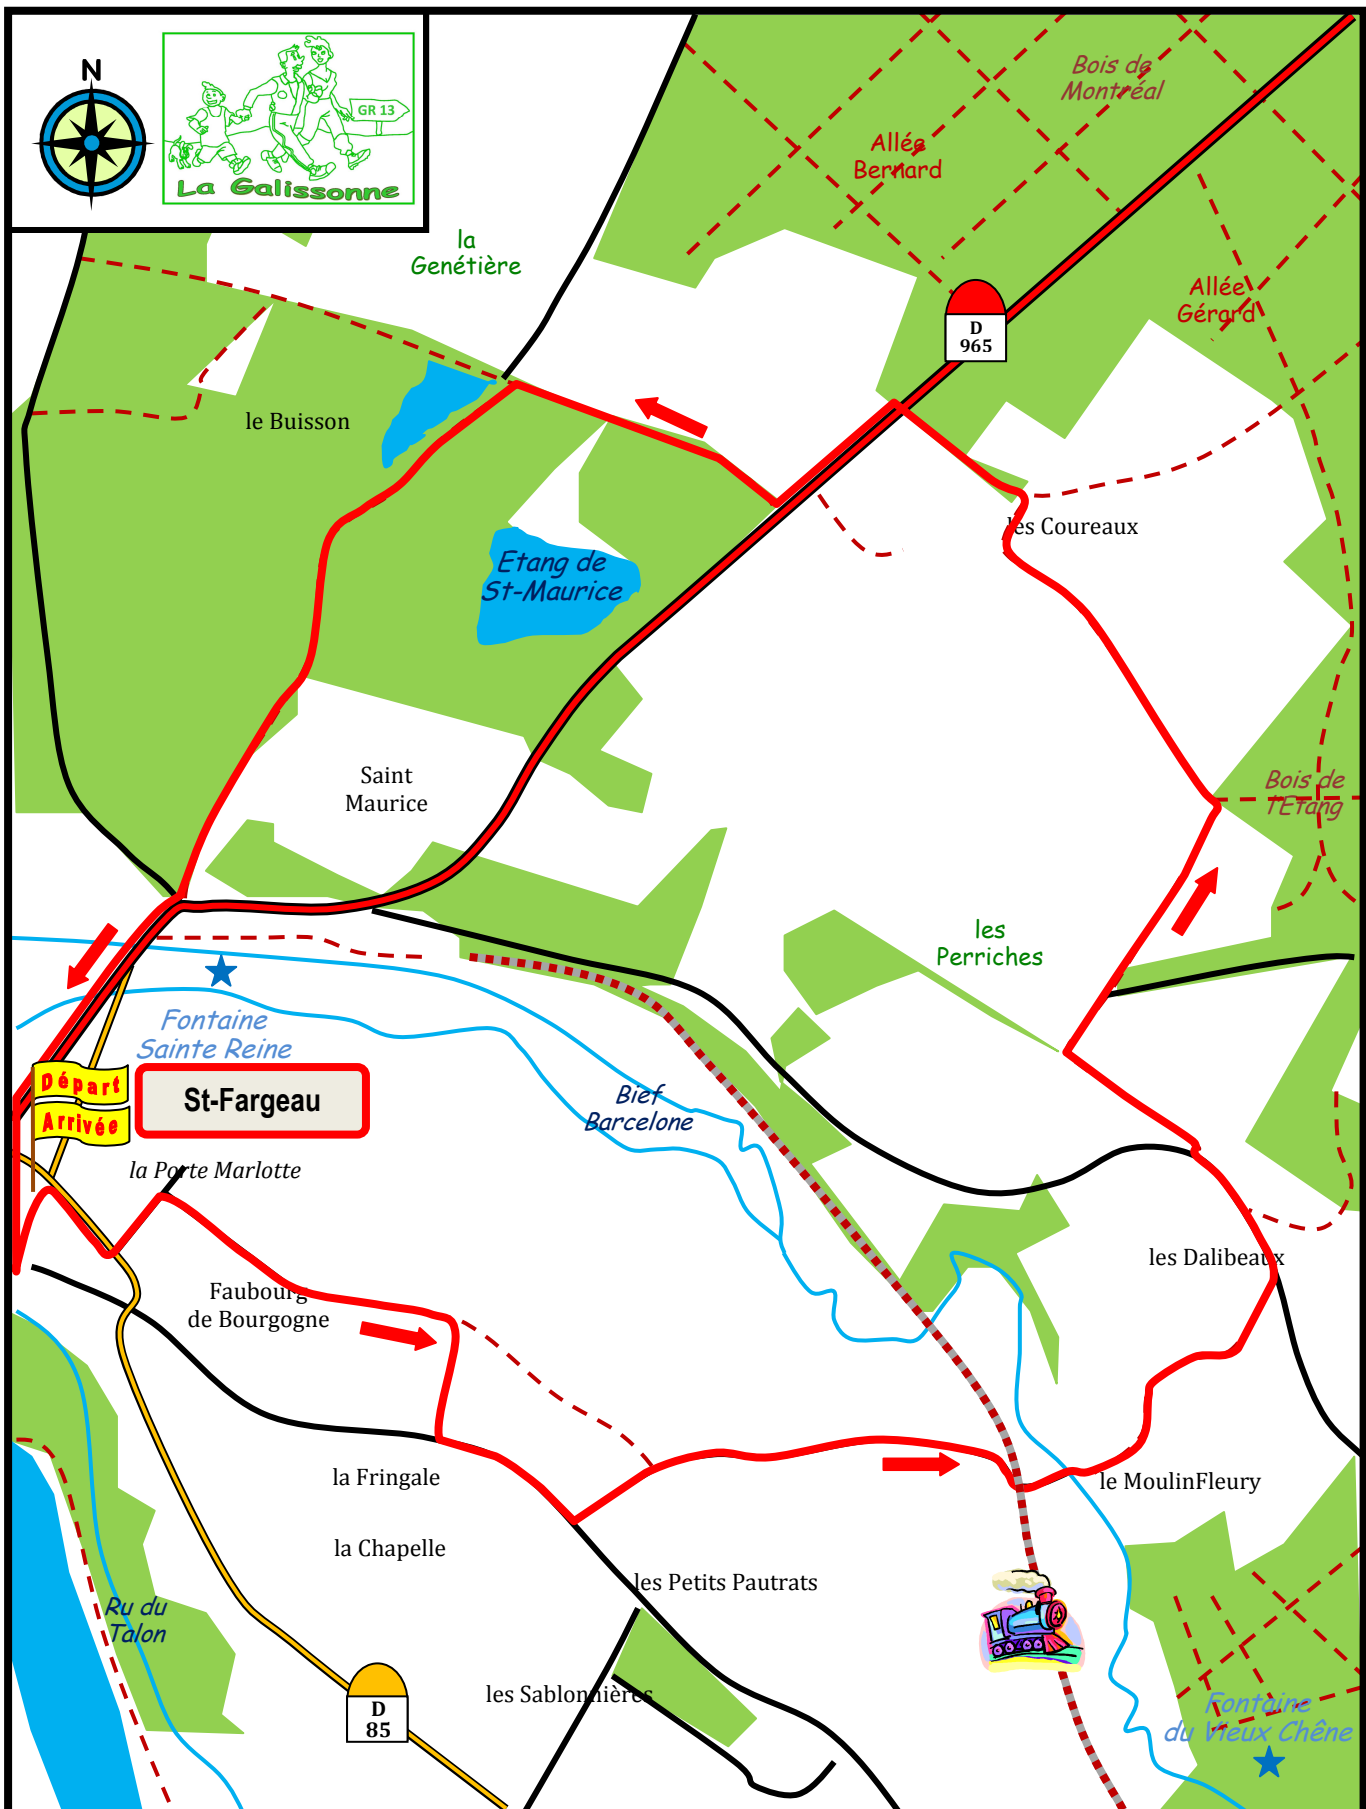 N
GR 13
La Galissonne
Bois de
Montréal
Allée
Bernard
la
Genétière
Allée
Gérard
D
965
le Buisson
les Coureaux
Etang de
St-Maurice
Saint
Maurice
Bois de
l'Etang
les
Perriches
Fontaine
Sainte Reine
Départ
Arrivée
St-Fargeau
Bief
Barcelone
la Porte Marlotte
les Dalibeaux
Faubourg
de Bourgogne
la Fringale
le MoulinFleury
la Chapelle
les Petits Pautrats
Ru du
Talon
les Sablonnières
D
85
Fontaine
du Vieux Chêne